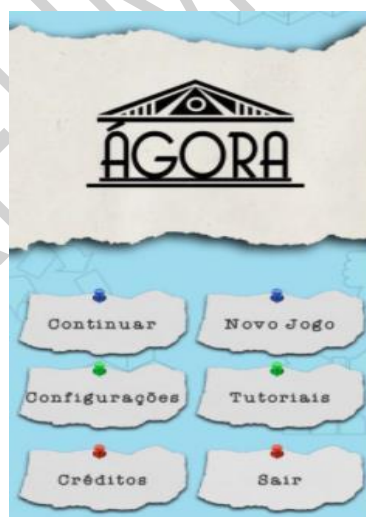 ÁGORA
Continuar
Novo Jogo
Configurações
Tutoriais
Créditos
Sair